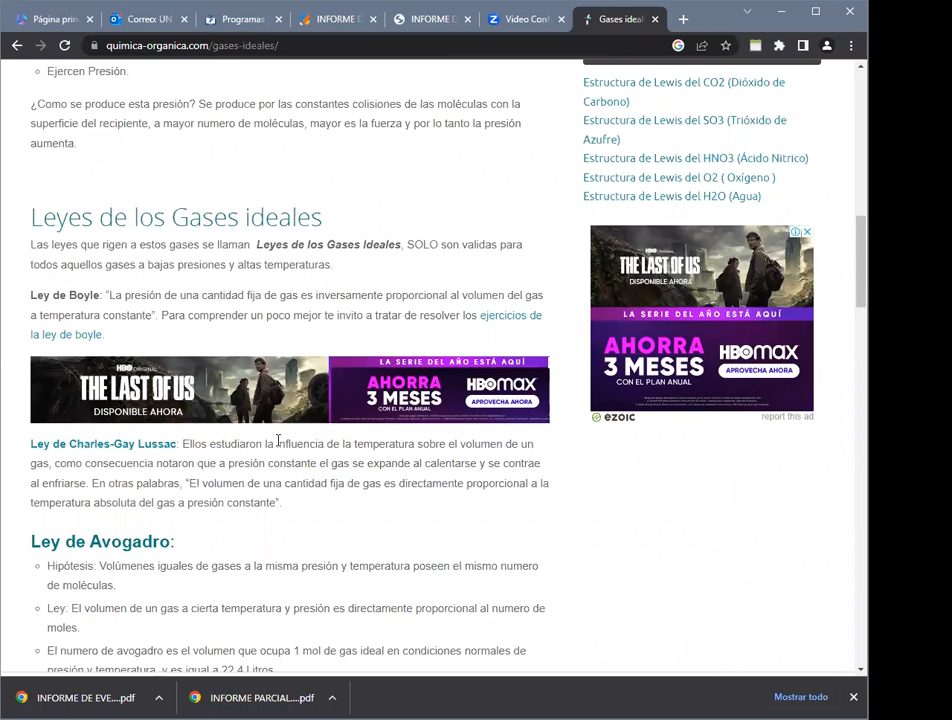 Página prin
Correo: UN
Programas
INFORME D
INFORME D
Video Conf
Gases ideal
quimica-organica.com/gases-ideales/
Ejercen Presión.
¿Como se produce esta presión? Se produce por las constantes colisiones de las moléculas con la
superficie del recipiente, a mayor numero de moléculas, mayor es la fuerza y por lo tanto la presión
aumenta.
Leyes de los Gases ideales
Las leyes que rigen a estos gases se llaman Leyes de los Gases Ideales, SOLO son validas para
todos aquellos gases a bajas presiones y altas temperaturas.
Ley de Boyle: “La presión de una cantidad fija de gas es inversamente proporcional al volumen del gas
a temperatura constante”. Para comprender un poco mejor te invito a tratar de resolver los ejercicios de
la ley de boyle.
HBO ORIGINAL
THE LAST OF US
DISPONIBLE AHORA
LA SERIE DEL AÑO ESTÁ AQUÍ
AHORRA
3 MESES
CON EL PLAN ANUAL
HBOmax
APROVECHA AHORA
Ley de Charles-Gay Lussac: Ellos estudiaron la influencia de la temperatura sobre el volumen de un
gas, como consecuencia notaron que a presión constante el gas se expande al calentarse y se contrae
al enfriarse. En otras palabras, “El volumen de una cantidad fija de gas es directamente proporcional a la
temperatura absoluta del gas a presión constante”.
Ley de Avogadro:
Hipótesis: Volúmenes iguales de gases a la misma presión y temperatura poseen el mismo numero
de moléculas.
Ley: El volumen de un gas a cierta temperatura y presión es directamente proporcional al numero de
moles.
El numero de avogadro es el volumen que ocupa 1 mol de gas ideal en condiciones normales de
presión y temperatura, y es igual a 22.4 Litros.
Estructura de Lewis del CO2 (Dióxido de
Carbono)
Estructura de Lewis del SO3 (Trióxido de
Azufre)
Estructura de Lewis del HNO3 (Ácido Nitrico)
Estructura de Lewis del O2 ( Oxígeno )
Estructura de Lewis del H2O (Agua)
HBO ORIGINAL
THE LAST OF US
DISPONIBLE AHORA
LA SERIE DEL AÑO ESTÁ AQUÍ
AHORRA
3 MESES
CON EL PLAN ANUAL
HBOmax
APROVECHA AHORA
ezoic
report this ad
INFORME DE EVE....pdf
INFORME PARCIAL....pdf
Mostrar todo